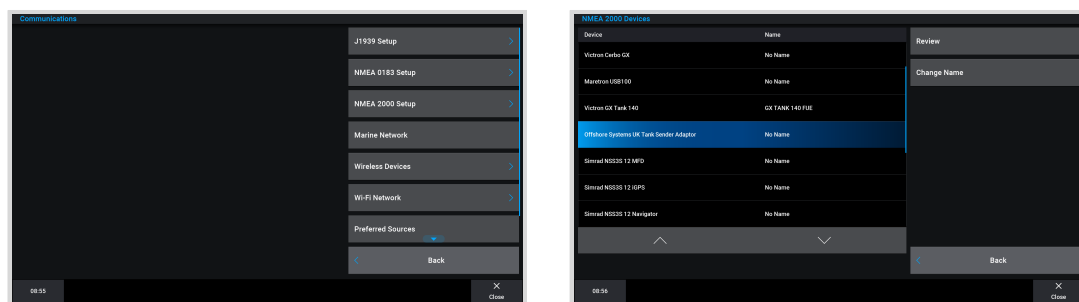 Communications
J1939 Setup
NMEA 0183 Setup
NMEA 2000 Setup
Marine Network
Wireless Devices
Wi-Fi Network
Preferred Sources
Back
08:55
Close
NMEA 2000 Devices
Device Name
Victron Cerbo GX No Name
Maretron USB100 No Name
Victron GX Tank 140 GX TANK 140 FUE
Offshore Systems UK Tank Sender Adaptor No Name
Simrad NSS3S 12 MFD No Name
Simrad NSS3S 12 iGPS No Name
Simrad NSS3S 12 Navigator No Name
Review
Change Name
Back
08:56
Close